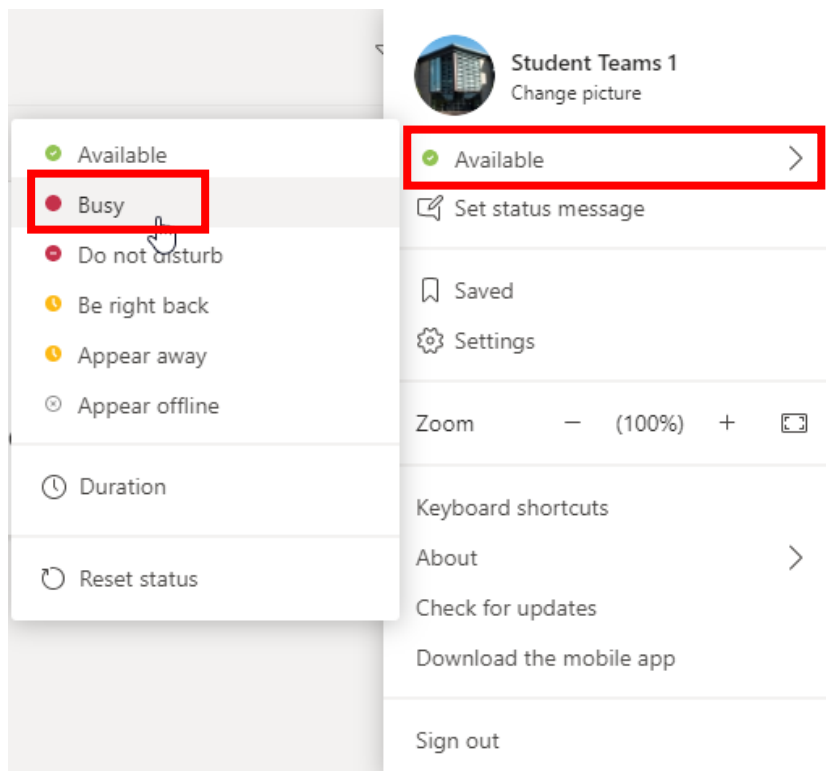 Student Teams 1
Change picture
Available
Set status message
Saved
Settings
Zoom − (100%) +
Keyboard shortcuts
About
Check for updates
Download the mobile app
Sign out
Available
Busy
Do not disturb
Be right back
Appear away
Appear offline
Duration
Reset status